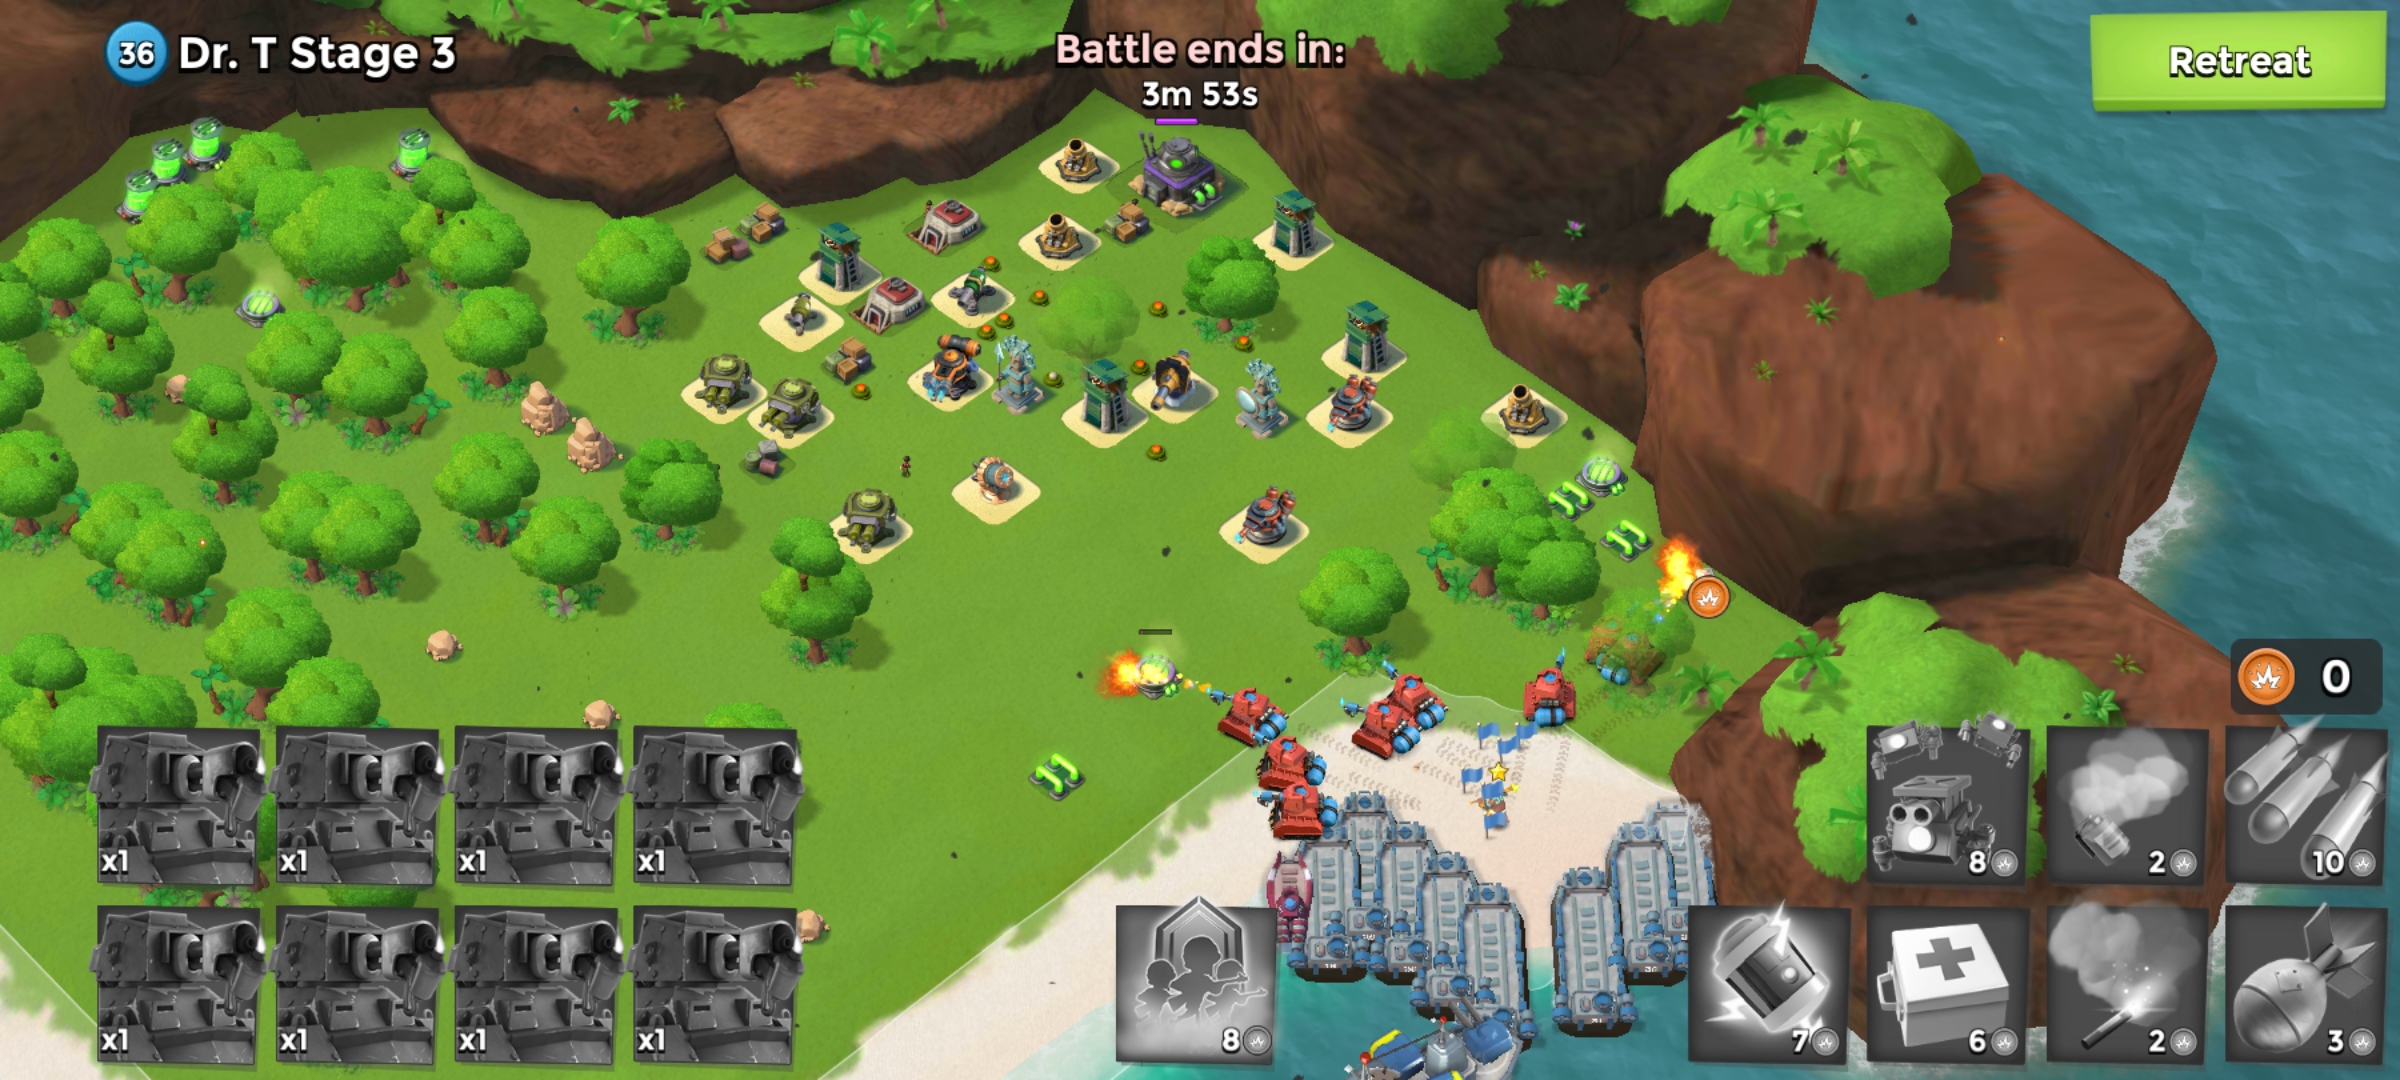 36 Dr. T Stage 3
Battle ends in:
3m 53s
Retreat
0
x1 x1 x1 x1
8 2 10
x1 x1 x1 x1
8 7 6 2 3